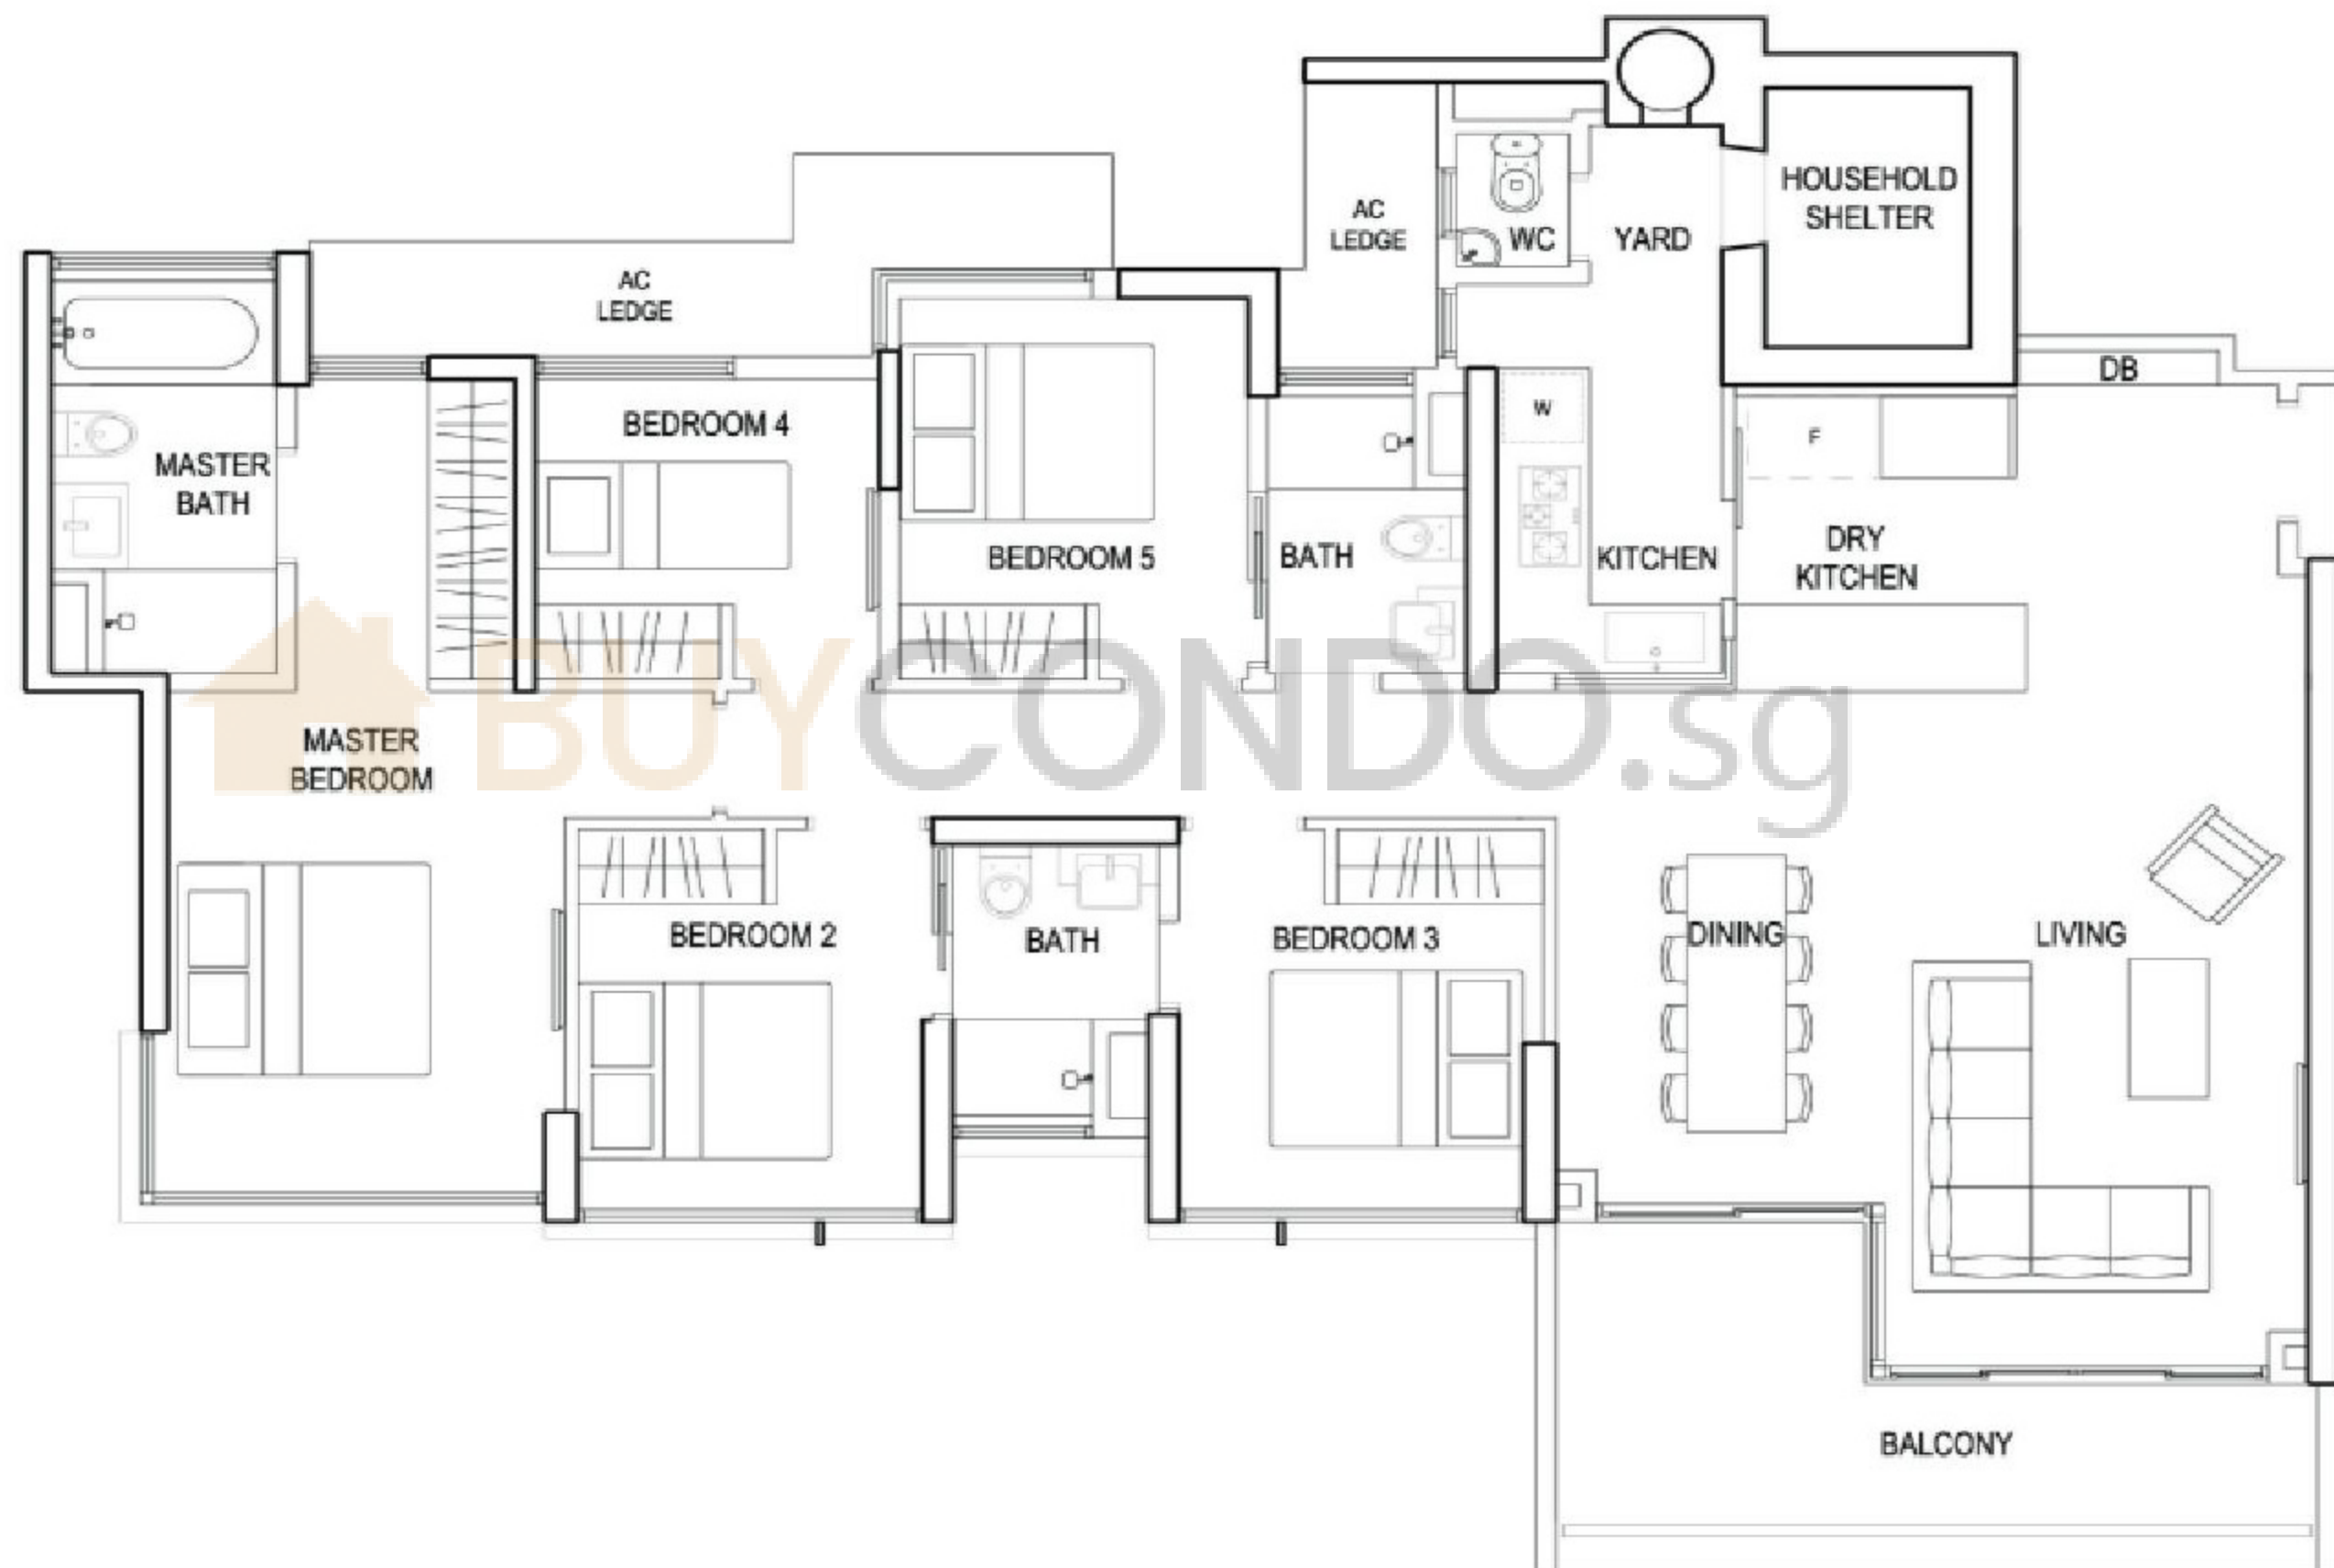 HOUSEHOLD
SHELTER
AC
LEDGE
WC
YARD
AC
LEDGE
DB
W
F
BEDROOM 4
MASTER
BATH
BEDROOM 5
BATH
KITCHEN
DRY
KITCHEN
BUYCONDO.sg
MASTER
BEDROOM
BEDROOM 2
BATH
BEDROOM 3
DINING
LIVING
BALCONY